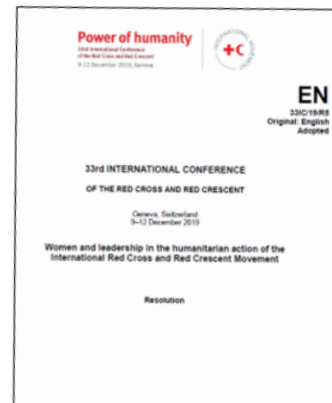 Power of humanity
33rd International Conference
of the Red Cross and Red Crescent
9-12 December 2019, Geneva
INTERNATIONAL MOVEMENT
EN
33IC/19/R5
Original: English
Adopted
33rd INTERNATIONAL CONFERENCE
OF THE RED CROSS AND RED CRESCENT
Geneva, Switzerland
9–12 December 2019
Women and leadership in the humanitarian action of the
International Red Cross and Red Crescent Movement
Resolution